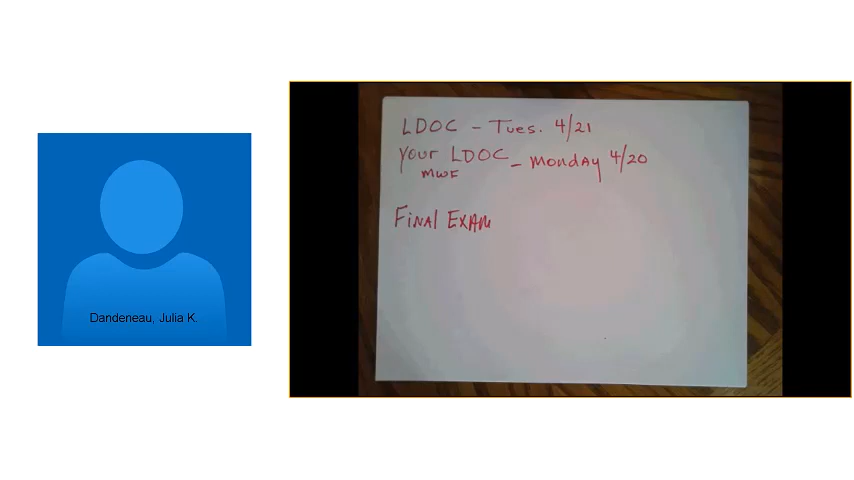 LDOC - Tues. 4/21
Your LDOC - Monday 4/20
MWF
Final Exam
Dandeneau, Julia K.